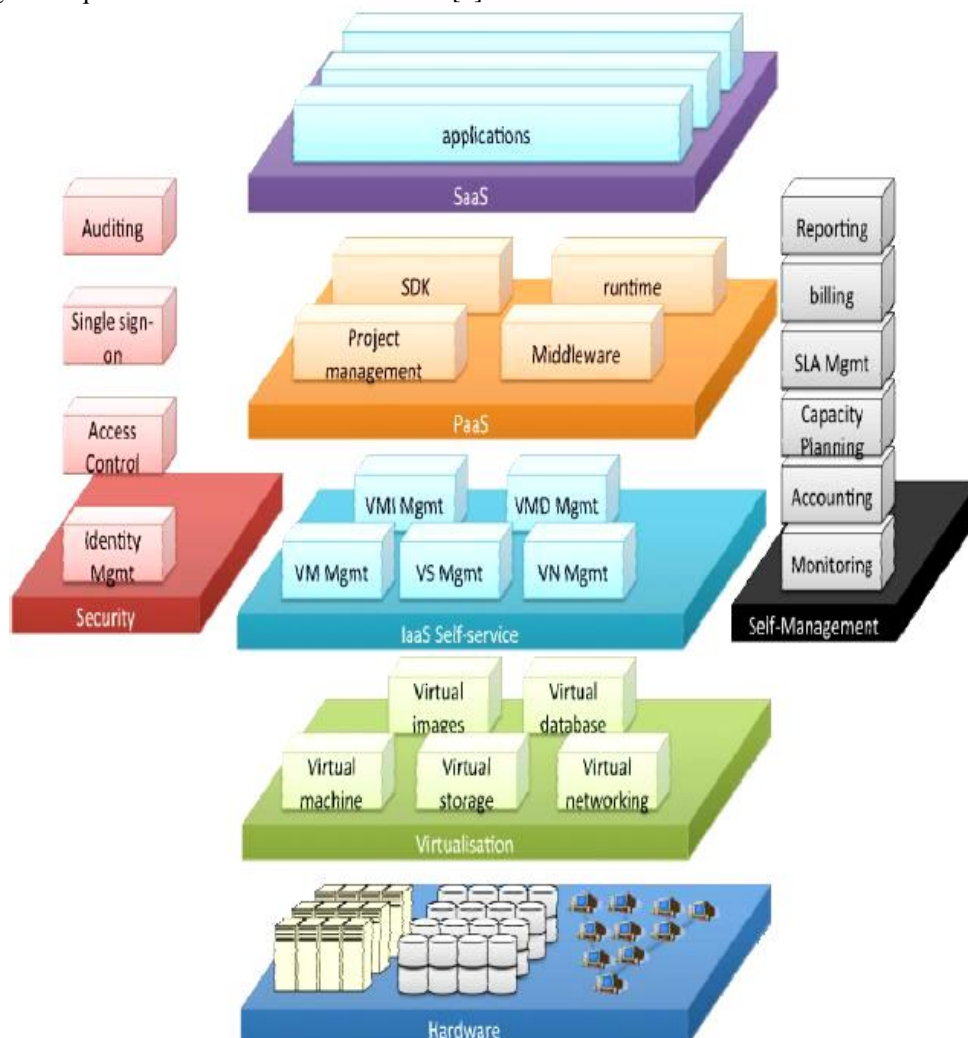 applications
SaaS
Auditing
Single sign-
on
Access
Control
Identity
Mgmt
Security
SDK
runtime
Project
management
Middleware
PaaS
VMI Mgmt
VMD Mgmt
VM Mgmt
VS Mgmt
VN Mgmt
IaaS Self-service
Reporting
billing
SLA Mgmt
Capacity
Planning
Accounting
Monitoring
Self-Management
Virtual
images
Virtual
database
Virtual
machine
Virtual
storage
Virtual
networking
Virtualisation
Hardware